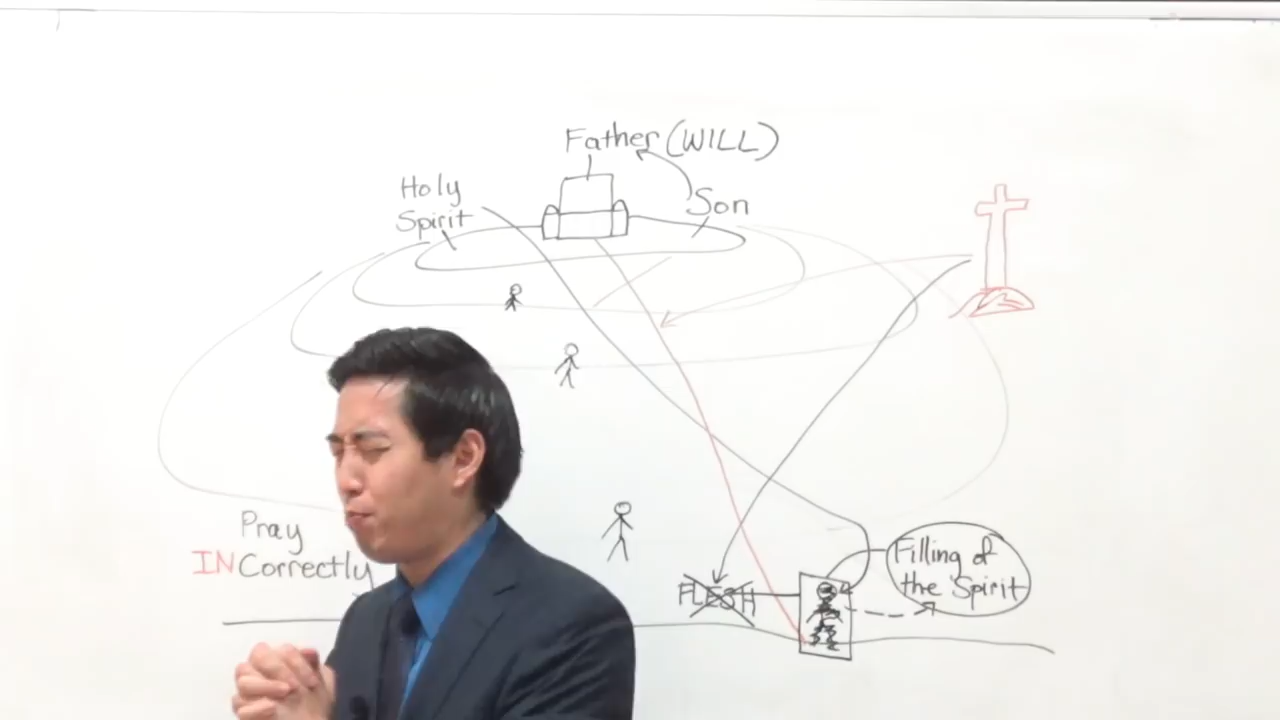 Father (WILL)
Holy
Spirit
Son
Pray
INCorrectly
FLESH
Filling of
the Spirit